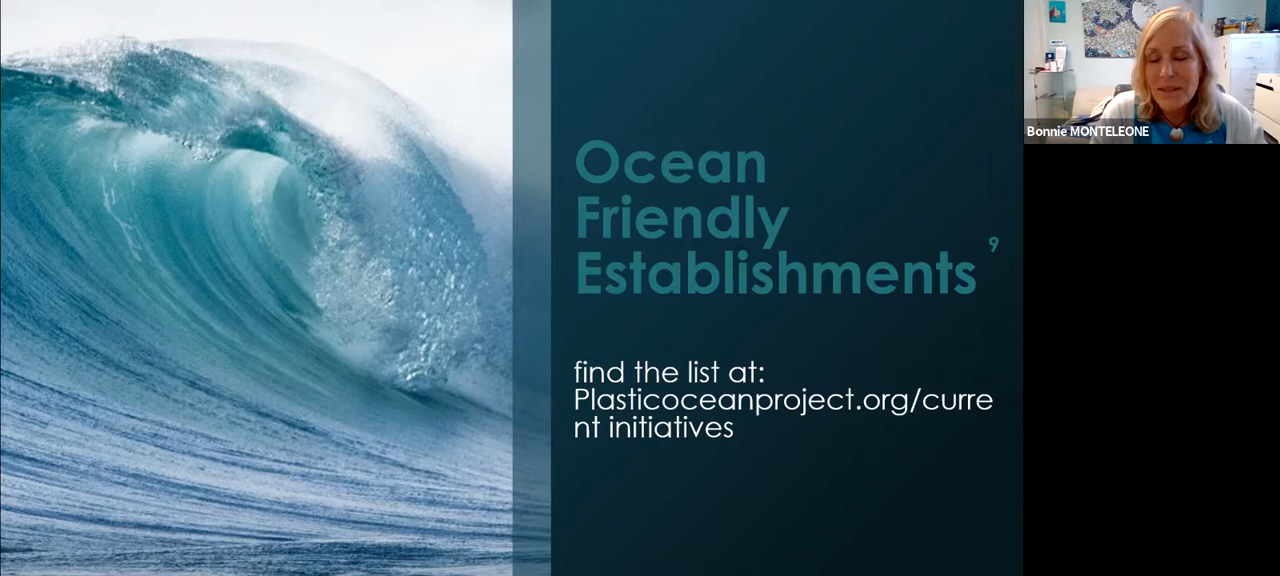 Ocean
Friendly
Establishments
9
find the list at:
Plasticoceanproject.org/curre
nt initiatives
Bonnie MONTELEONE